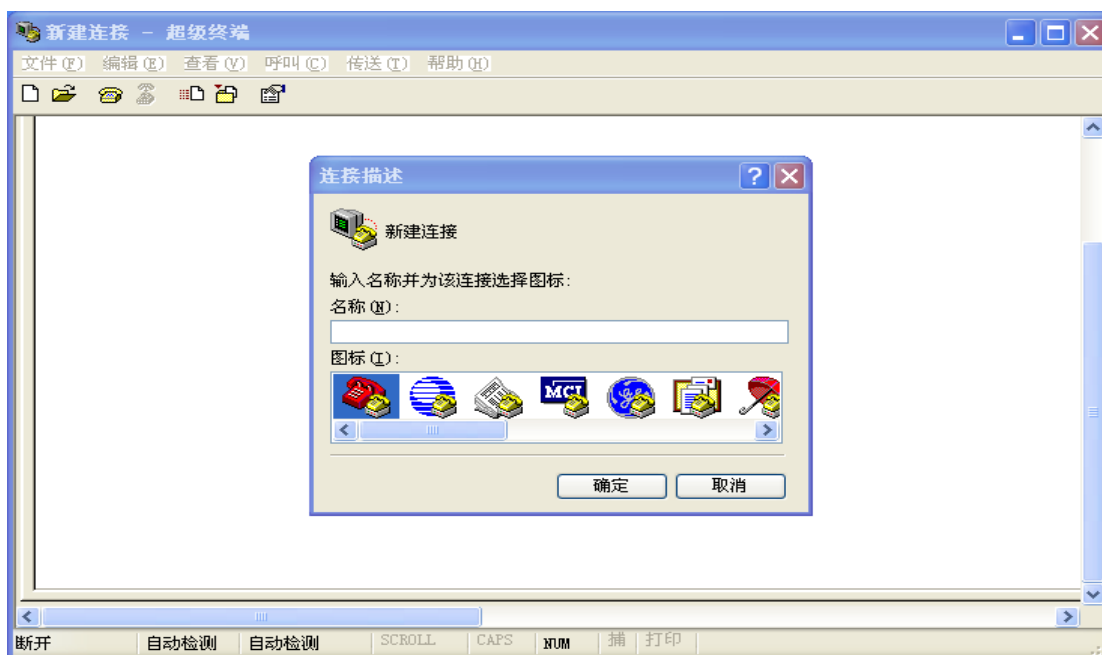 新建连接 - 超级终端
文件(F) 编辑(E) 查看(V) 呼叫(C) 传送(T) 帮助(H)
连接描述
新建连接
输入名称并为该连接选择图标:
名称(N):
图标(I):
MCI
确定 取消
断开 自动检测 自动检测 SCROLL CAPS NUM 捕 打印